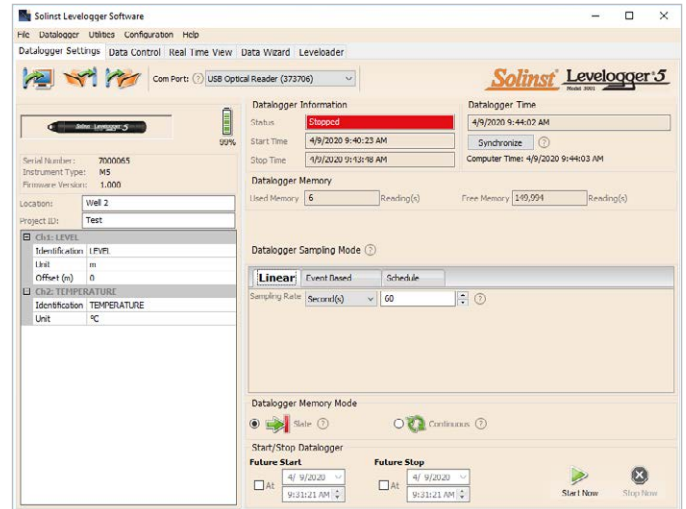 Solinst Levelogger Software
File Datalogger Utilities Configuration Help
Datalogger Settings Data Control Real Time View Data Wizard Leveloader
Com Port: ? USB Optical Reader (373706)
Solinst Levelogger 5
Model 3001
Solinst Levelogger 5
99%
Serial Number: 7000065
Instrument Type: M5
Firmware Version: 1.000
Location: Well 2
Project ID: Test
Ch1: LEVEL
Identification LEVEL
Unit m
Offset (m) 0
Ch2: TEMPERATURE
Identification TEMPERATURE
Unit °C
Datalogger Information
Status Stopped
Start Time 4/9/2020 9:40:23 AM
Stop Time 4/9/2020 9:43:48 AM
Datalogger Time
4/9/2020 9:44:02 AM
Synchronize ?
Computer Time: 4/9/2020 9:44:03 AM
Datalogger Memory
Used Memory 6 Reading(s) Free Memory 149,994 Reading(s)
Datalogger Sampling Mode ?
Linear Event Based Schedule
Sampling Rate Second(s) 60 ?
Datalogger Memory Mode
Slate ? Continuous ?
Start/Stop Datalogger
Future Start Future Stop
At 4/ 9/2020 At 4/ 9/2020
9:31:21 AM 9:31:21 AM
Start Now Stop Now